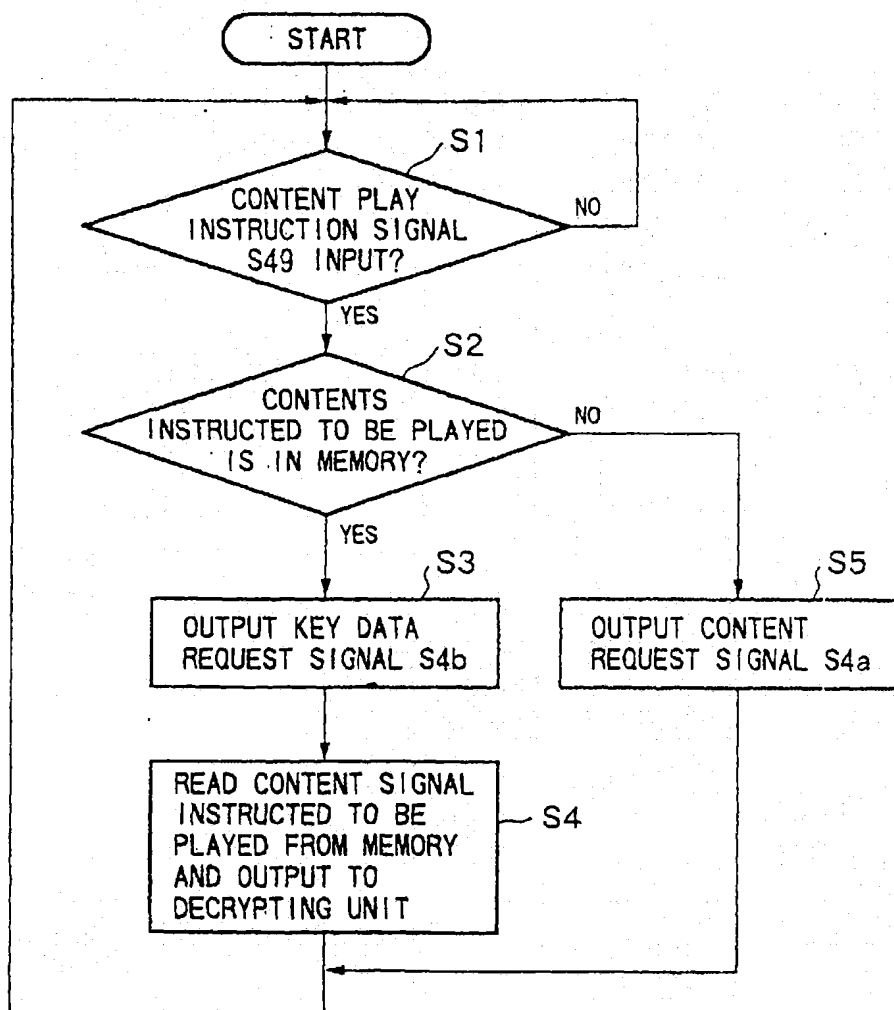 START
S1
CONTENT PLAY
INSTRUCTION SIGNAL
S49 INPUT?
NO
YES
S2
CONTENTS
INSTRUCTED TO BE PLAYED
IS IN MEMORY?
NO
YES
S3
OUTPUT KEY DATA
REQUEST SIGNAL S4b
S5
OUTPUT CONTENT
REQUEST SIGNAL S4a
READ CONTENT SIGNAL
INSTRUCTED TO BE
PLAYED FROM MEMORY
AND OUTPUT TO
DECRYPTING UNIT
S4